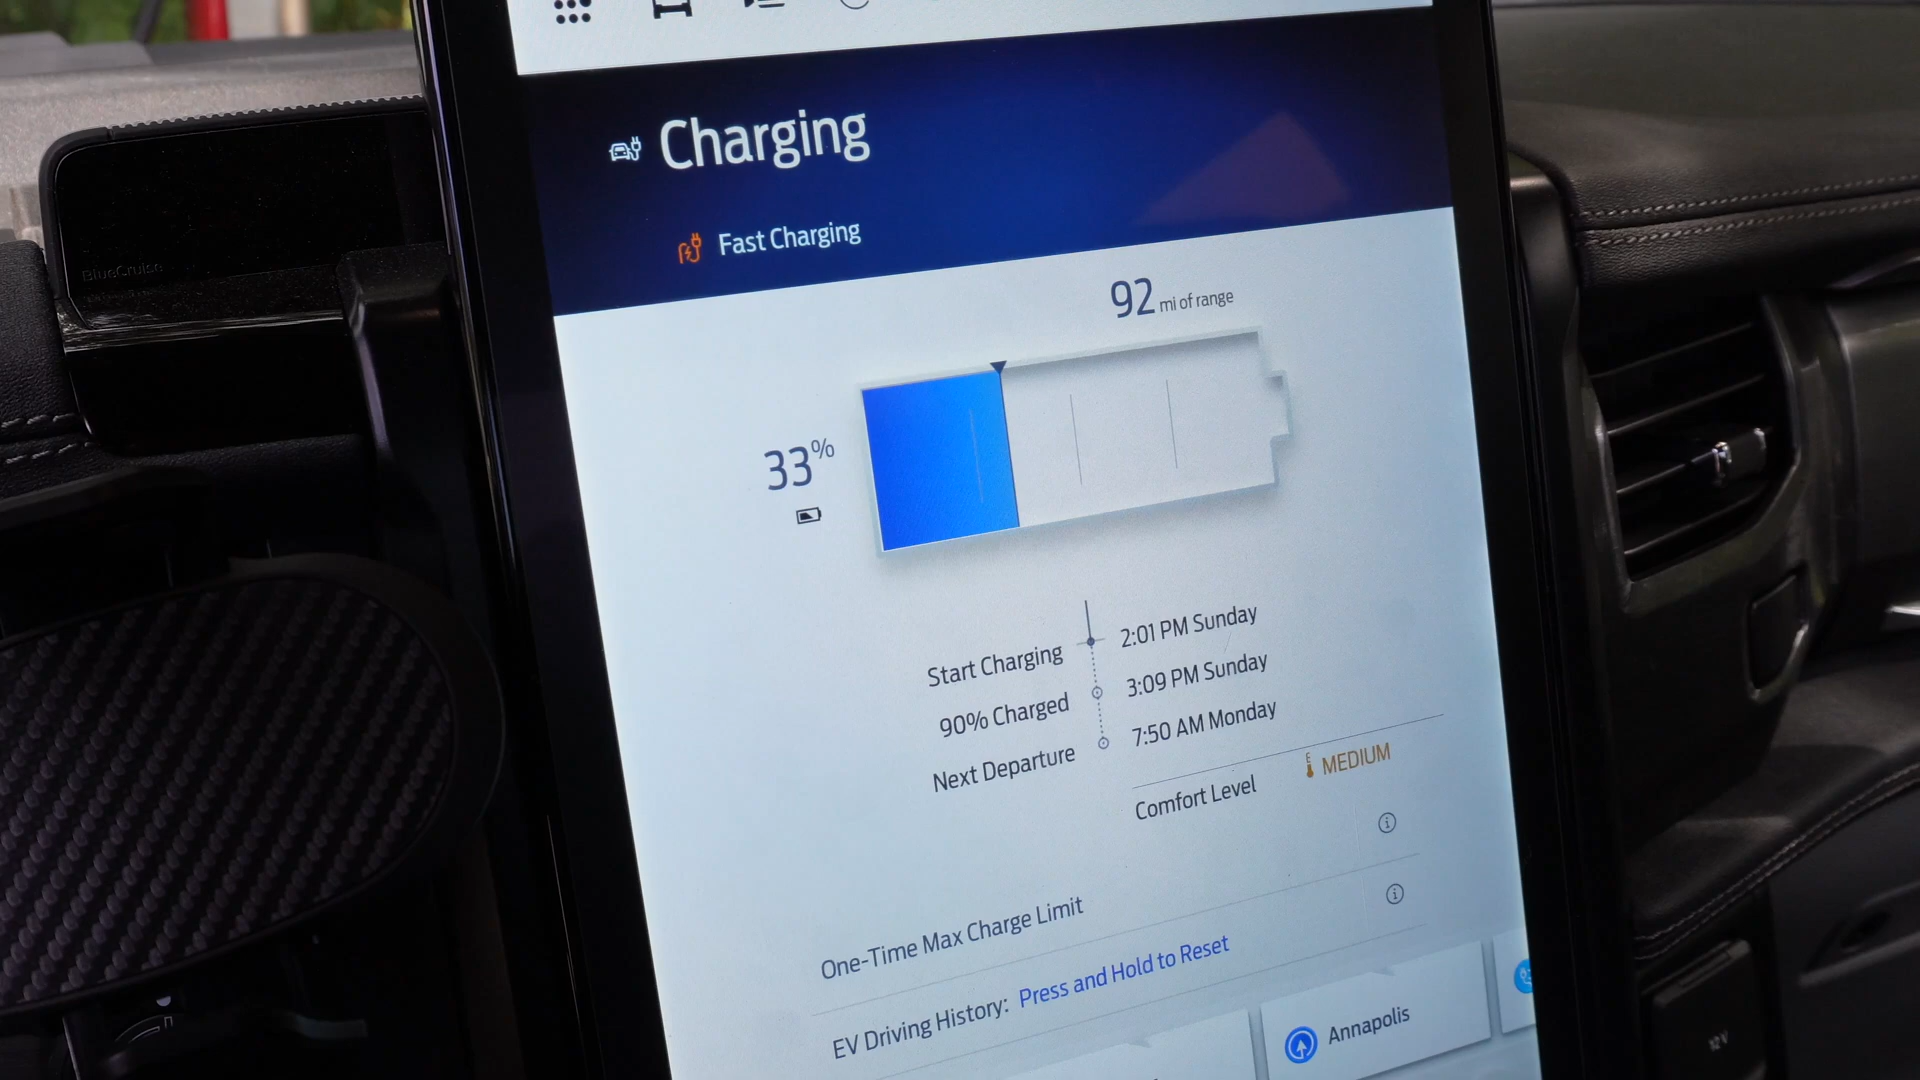 Charging
Fast Charging
BlueCruise
92 mi of range
33%
Start Charging 2:01 PM Sunday
90% Charged 3:09 PM Sunday
Next Departure 7:50 AM Monday
Comfort Level E MEDIUM
One-Time Max Charge Limit
EV Driving History: Press and Hold to Reset
Annapolis
12V